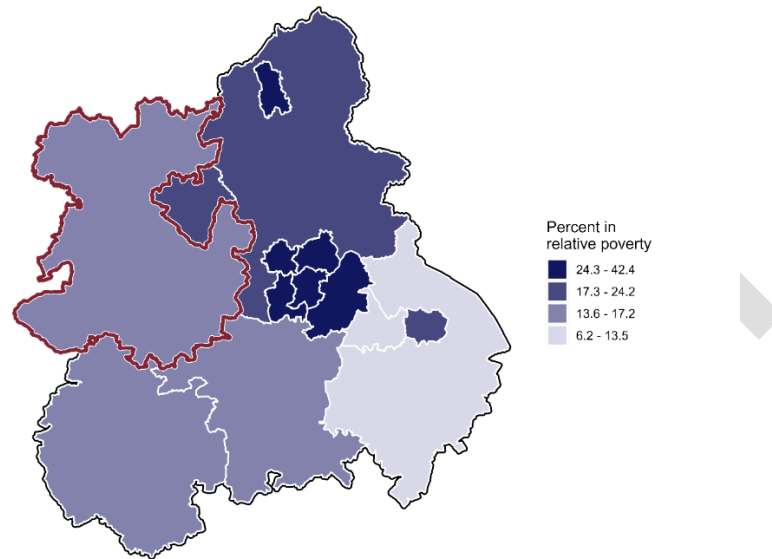 Percent in
relative poverty
24.3 - 42.4
17.3 - 24.2
13.6 - 17.2
6.2 - 13.5